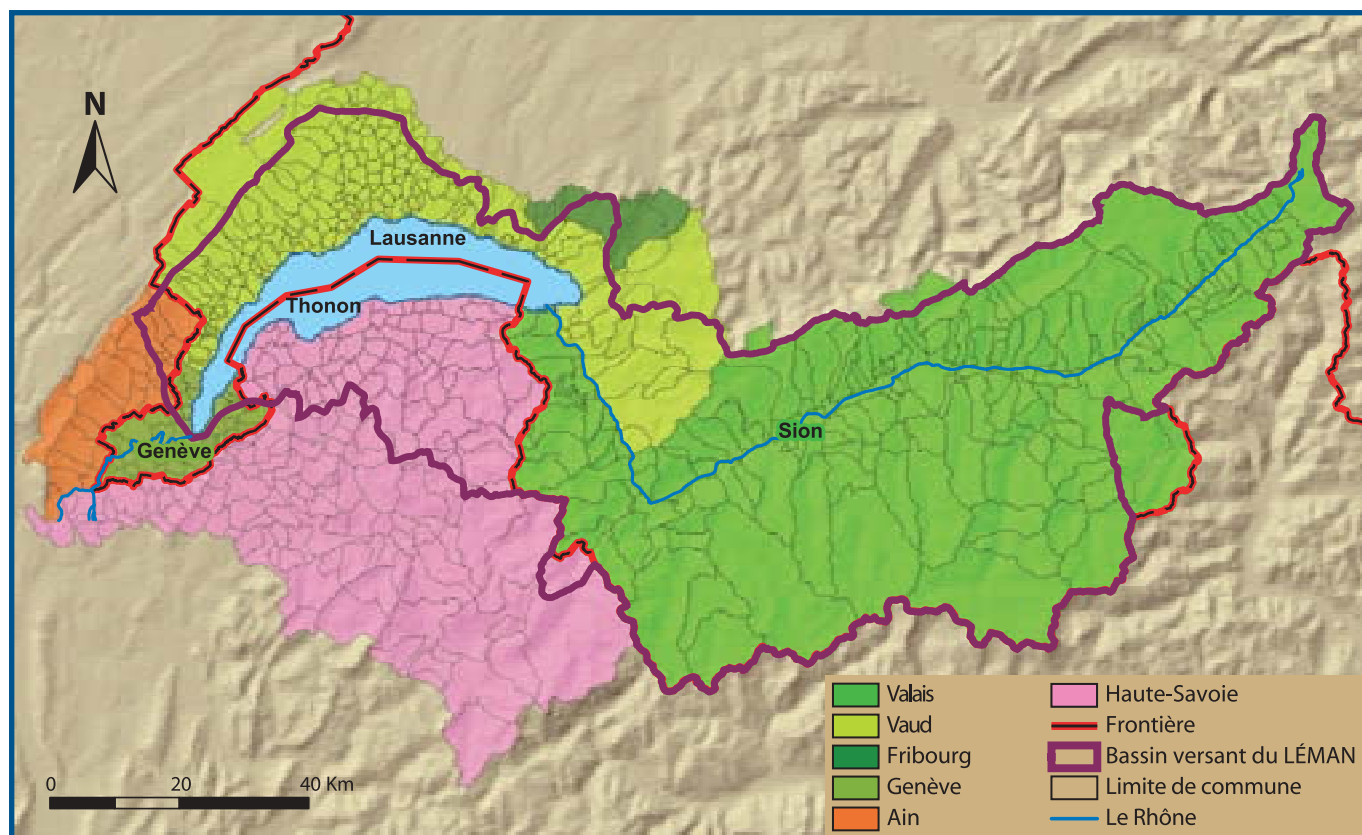 N
Lausanne
Thonon
Genève
Sion
0 20 40 Km
Valais
Vaud
Fribourg
Genève
Ain
Haute-Savoie
Frontière
Bassin versant du LÉMAN
Limite de commune
Le Rhône